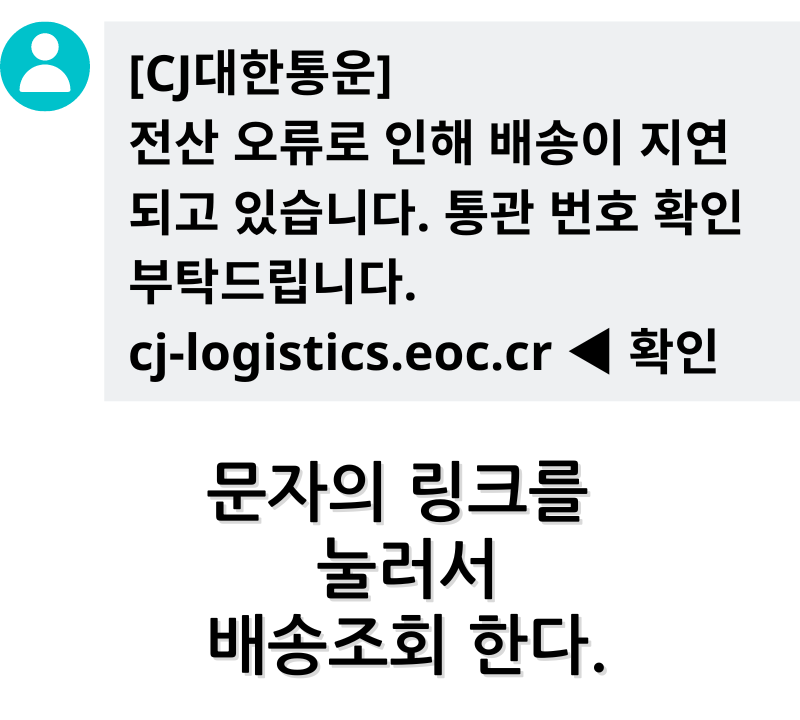 [CJ대한통운]
전산 오류로 인해 배송이 지연
되고 있습니다. 통관 번호 확인
부탁드립니다.
cj-logistics.eoc.cr ◀ 확인
문자의 링크를
눌러서
배송조회 한다.